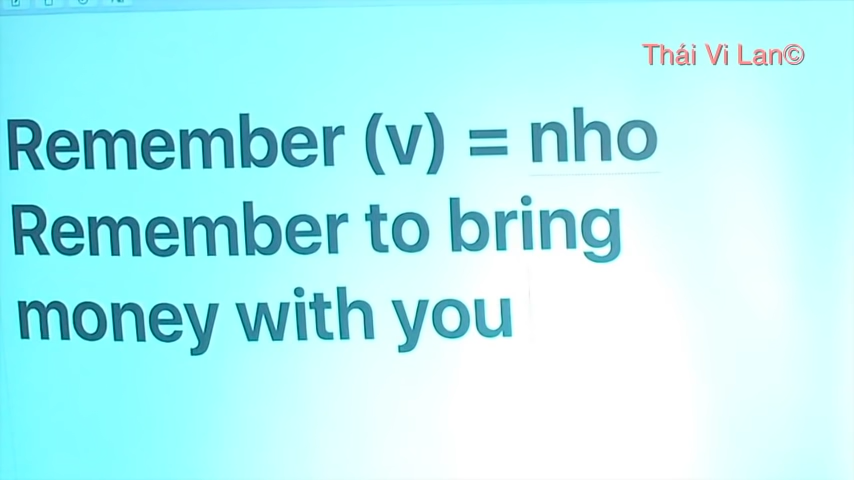 Thái Vi Lan©
Remember (v) = nho
Remember to bring
money with you